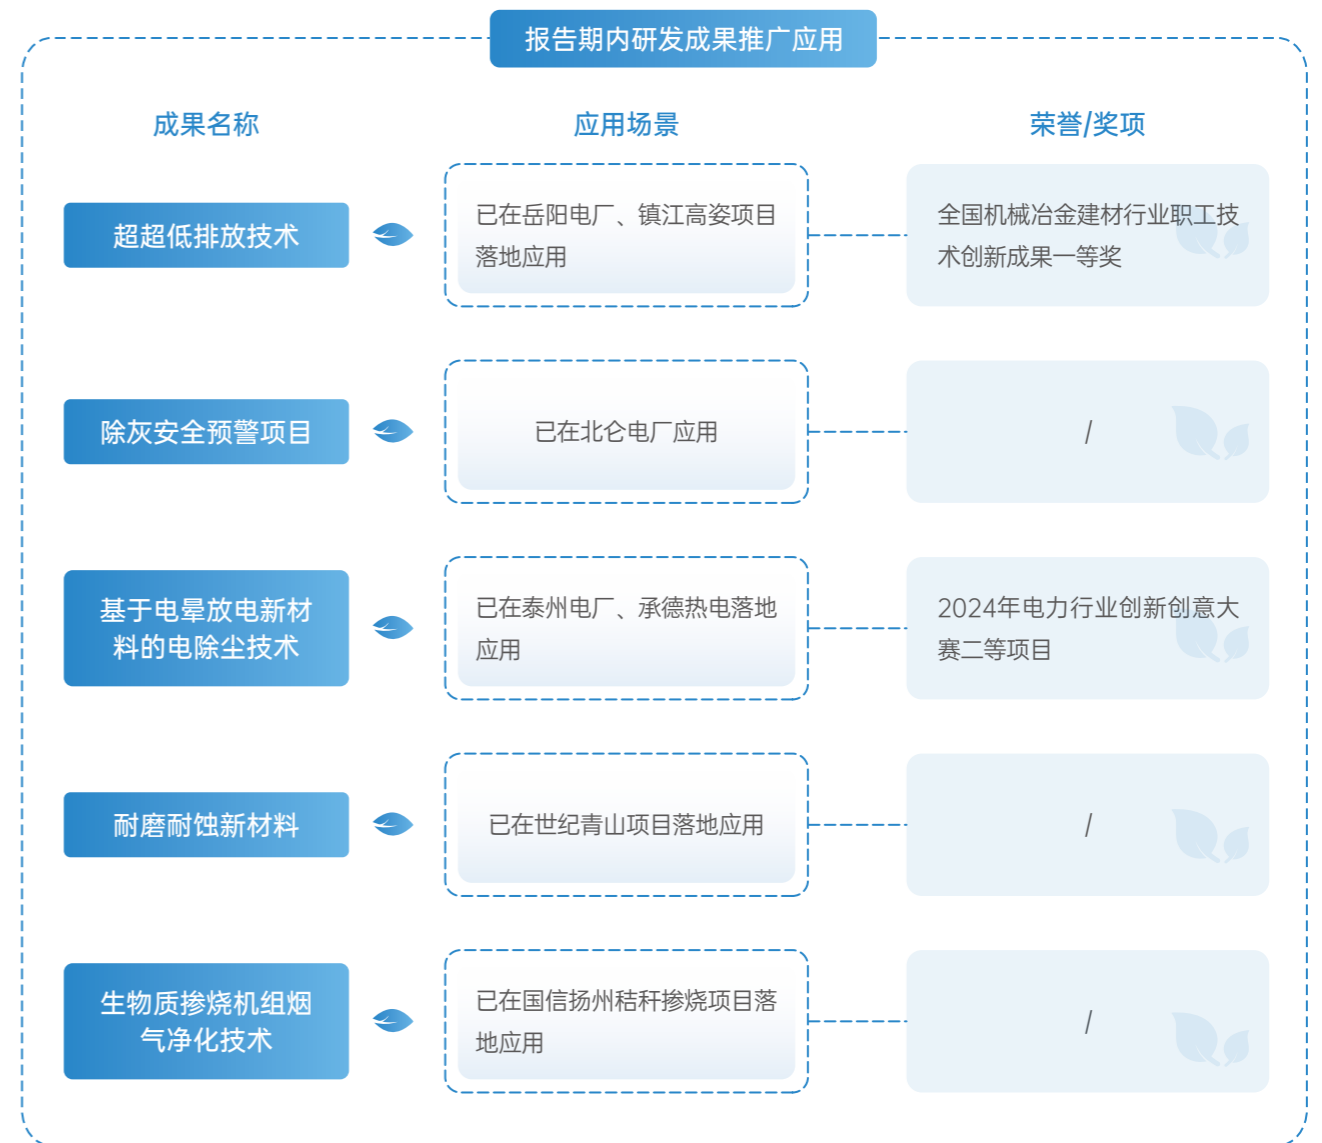 报告期内研发成果推广应用
成果名称
应用场景
荣誉/奖项
超超低排放技术
已在岳阳电厂、镇江高姿项目
落地应用
全国机械冶金建材行业职工技
术创新成果一等奖
除灰安全预警项目
已在北仑电厂应用
/
基于电晕放电新材
料的电除尘技术
已在泰州电厂、承德热电落地
应用
2024年电力行业创新创意大
赛二等项目
耐磨耐蚀新材料
已在世纪青山项目落地应用
/
生物质掺烧机组烟
气净化技术
已在国信扬州秸秆掺烧项目落
地应用
/